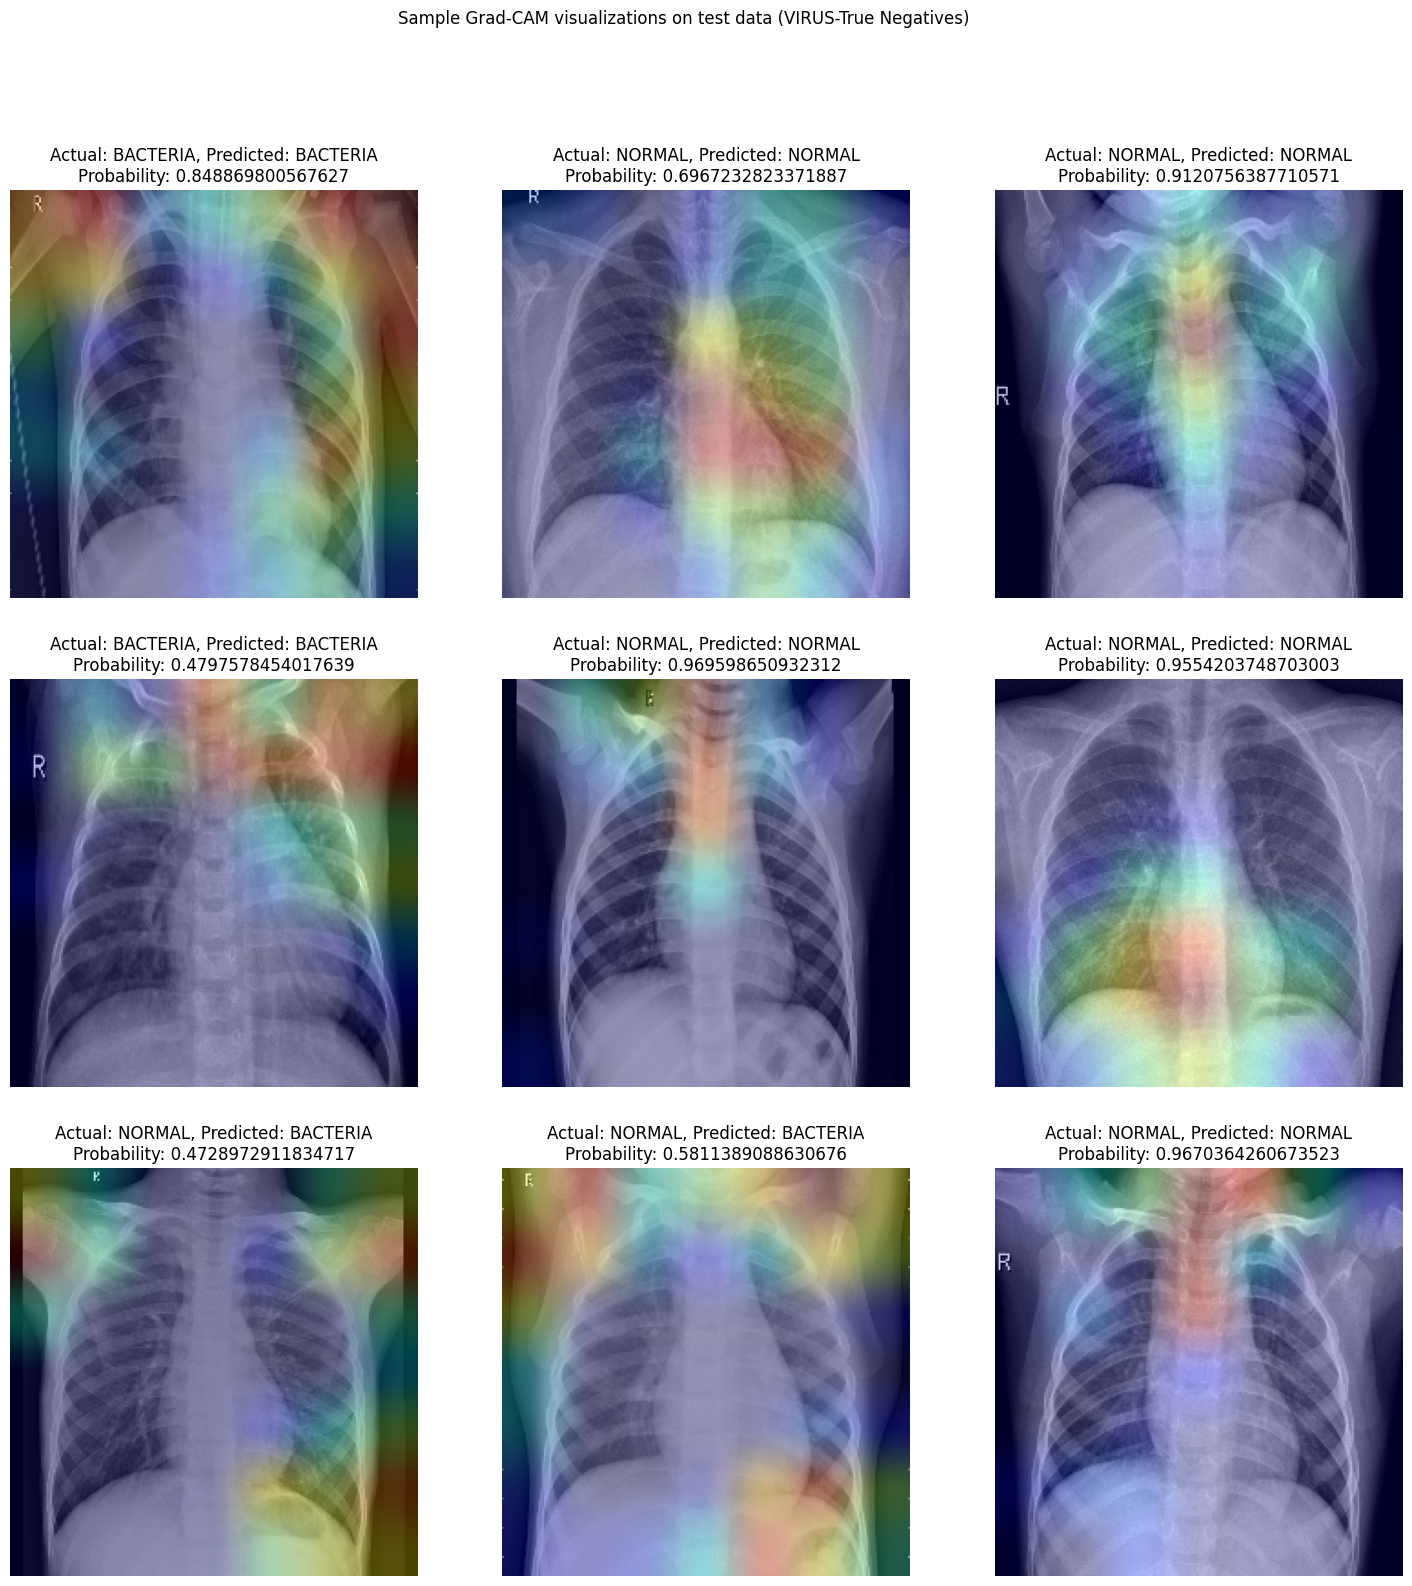 Sample Grad-CAM visualizations on test data (VIRUS-True Negatives)
Actual: BACTERIA, Predicted: BACTERIA
Probability: 0.848869800567627
R
Actual: NORMAL, Predicted: NORMAL
Probability: 0.6967232823371887
R
Actual: NORMAL, Predicted: NORMAL
Probability: 0.9120756387710571
R
Actual: BACTERIA, Predicted: BACTERIA
Probability: 0.4797578454017639
R
Actual: NORMAL, Predicted: NORMAL
Probability: 0.969598650932312
Actual: NORMAL, Predicted: NORMAL
Probability: 0.9554203748703003
Actual: NORMAL, Predicted: BACTERIA
Probability: 0.4728972911834717
R
Actual: NORMAL, Predicted: BACTERIA
Probability: 0.5811389088630676
Actual: NORMAL, Predicted: NORMAL
Probability: 0.9670364260673523
R